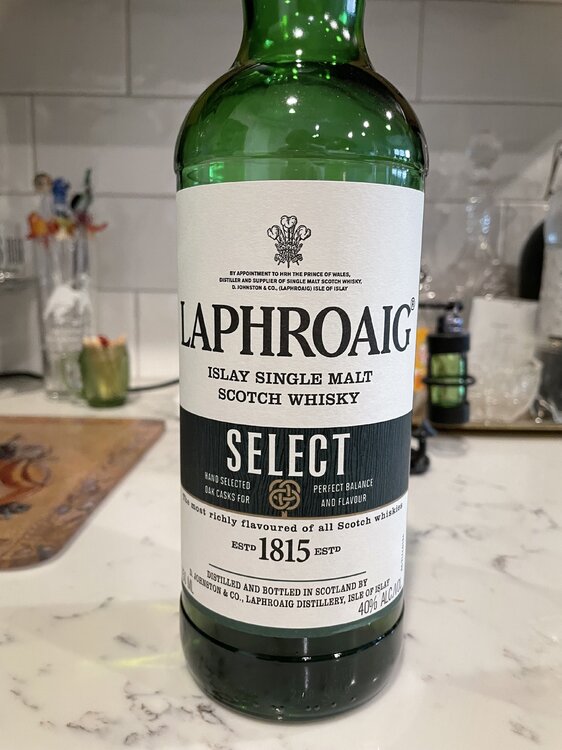 BY APPOINTMENT TO HRH THE PRINCE OF WALES,
DISTILLER AND SUPPLIER OF SINGLE MALT SCOTCH WHISKY,
D. JOHNSTON & CO., (LAPHROAIG) ISLE OF ISLAY
LAPHROAIG®
ISLAY SINGLE MALT
SCOTCH WHISKY
SELECT
HAND SELECTED
OAK CASKS FOR
PERFECT BALANCE
AND FLAVOUR
The most richly flavoured of all Scotch whiskies
ESTD 1815 ESTD
DISTILLED AND BOTTLED IN SCOTLAND BY
D. JOHNSTON & CO., LAPHROAIG DISTILLERY, ISLE OF ISLAY
40% ALC./VOL.